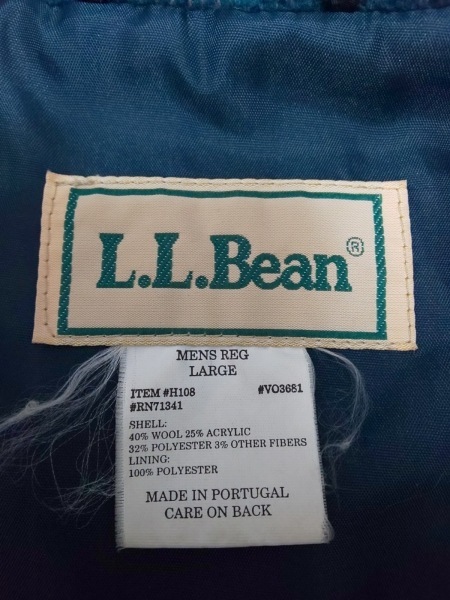 L.L.Bean®
MENS REG
LARGE
ITEM #H108 #VO3681
#RN71341
SHELL:
40% WOOL 25% ACRYLIC
32% POLYESTER 3% OTHER FIBERS
LINING:
100% POLYESTER
MADE IN PORTUGAL
CARE ON BACK